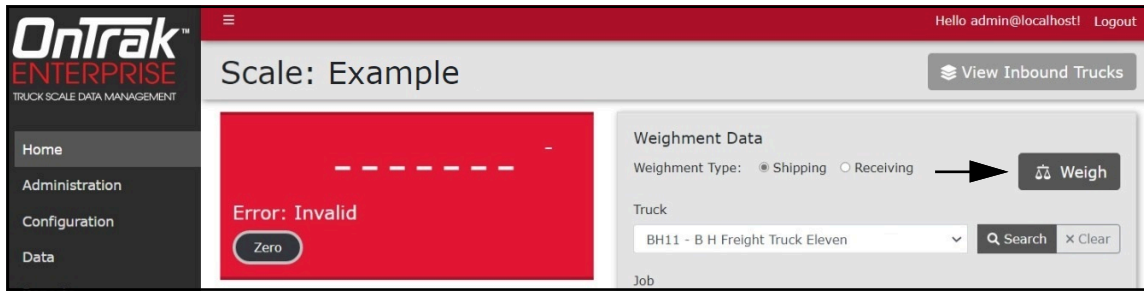 OnTrak™
ENTERPRISE
TRUCK SCALE DATA MANAGEMENT
Hello admin@localhost! Logout
Scale: Example
View Inbound Trucks
Home
Administration
Configuration
Data
- - - - - - - -
Error: Invalid
Zero
Weighment Data
Weighment Type: Shipping Receiving
Weigh
Truck
BH11 - B H Freight Truck Eleven
Search × Clear
Job